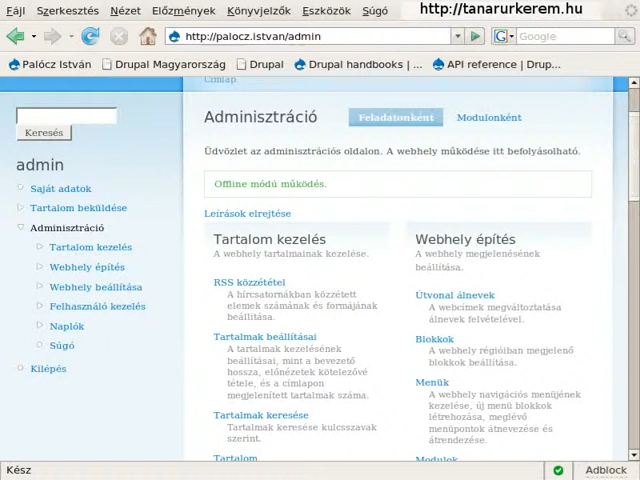 Fájl Szerkesztés Nézet Előzmények Könyvjelzők Eszközök Súgó http://tanarurkerem.hu
http://palocz.istvan/admin
Google
Palócz István Drupal Magyarország Drupal Drupal handbooks | ... API reference | Drup...
Címlap
Keresés
admin
Saját adatok
Tartalom beküldése
Adminisztráció
Tartalom kezelés
Webhely építés
Webhely beállítása
Felhasználó kezelés
Naplók
Súgó
Kilépés
Adminisztráció Feladatonként Modulonként
Üdvözlet az adminisztrációs oldalon. A webhely működése itt befolyásolható.
Offline módú működés.
Leírások elrejtése
Tartalom kezelés
A webhely tartalmainak kezelése.
RSS közzététel
A hírcsatornákban közzétett
elemek számának és formájának
beállítása.
Tartalmak beállításai
A tartalmak kezelésének
beállításai, mint a bevezető
hossza, előnézetek kötelezővé
tétele, és a címlapon
megjelenített tartalmak száma.
Tartalmak keresése
Tartalmak keresése kulcsszavak
szerint.
Tartalom
Webhely építés
A webhely megjelenésének
beállítása.
Útvonal álnevek
A webcímek megváltoztatása
álnevek felvételével.
Blokkok
A webhely régióiban megjelenő
blokkok beállítása.
Menük
A webhely navigációs menüjének
kezelése, új menü blokkok
létrehozása, meglévő
menüpontok átnevezése és
átrendezése.
Modulok
Kész
Adblock